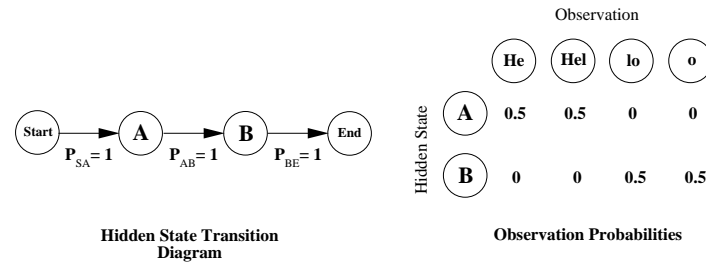 Observation
He Hel lo o
Start A B End
P_SA = 1 P_AB = 1 P_BE = 1
Hidden State
A 0.5 0.5 0 0
B 0 0 0.5 0.5
Hidden State Transition
Diagram
Observation Probabilities